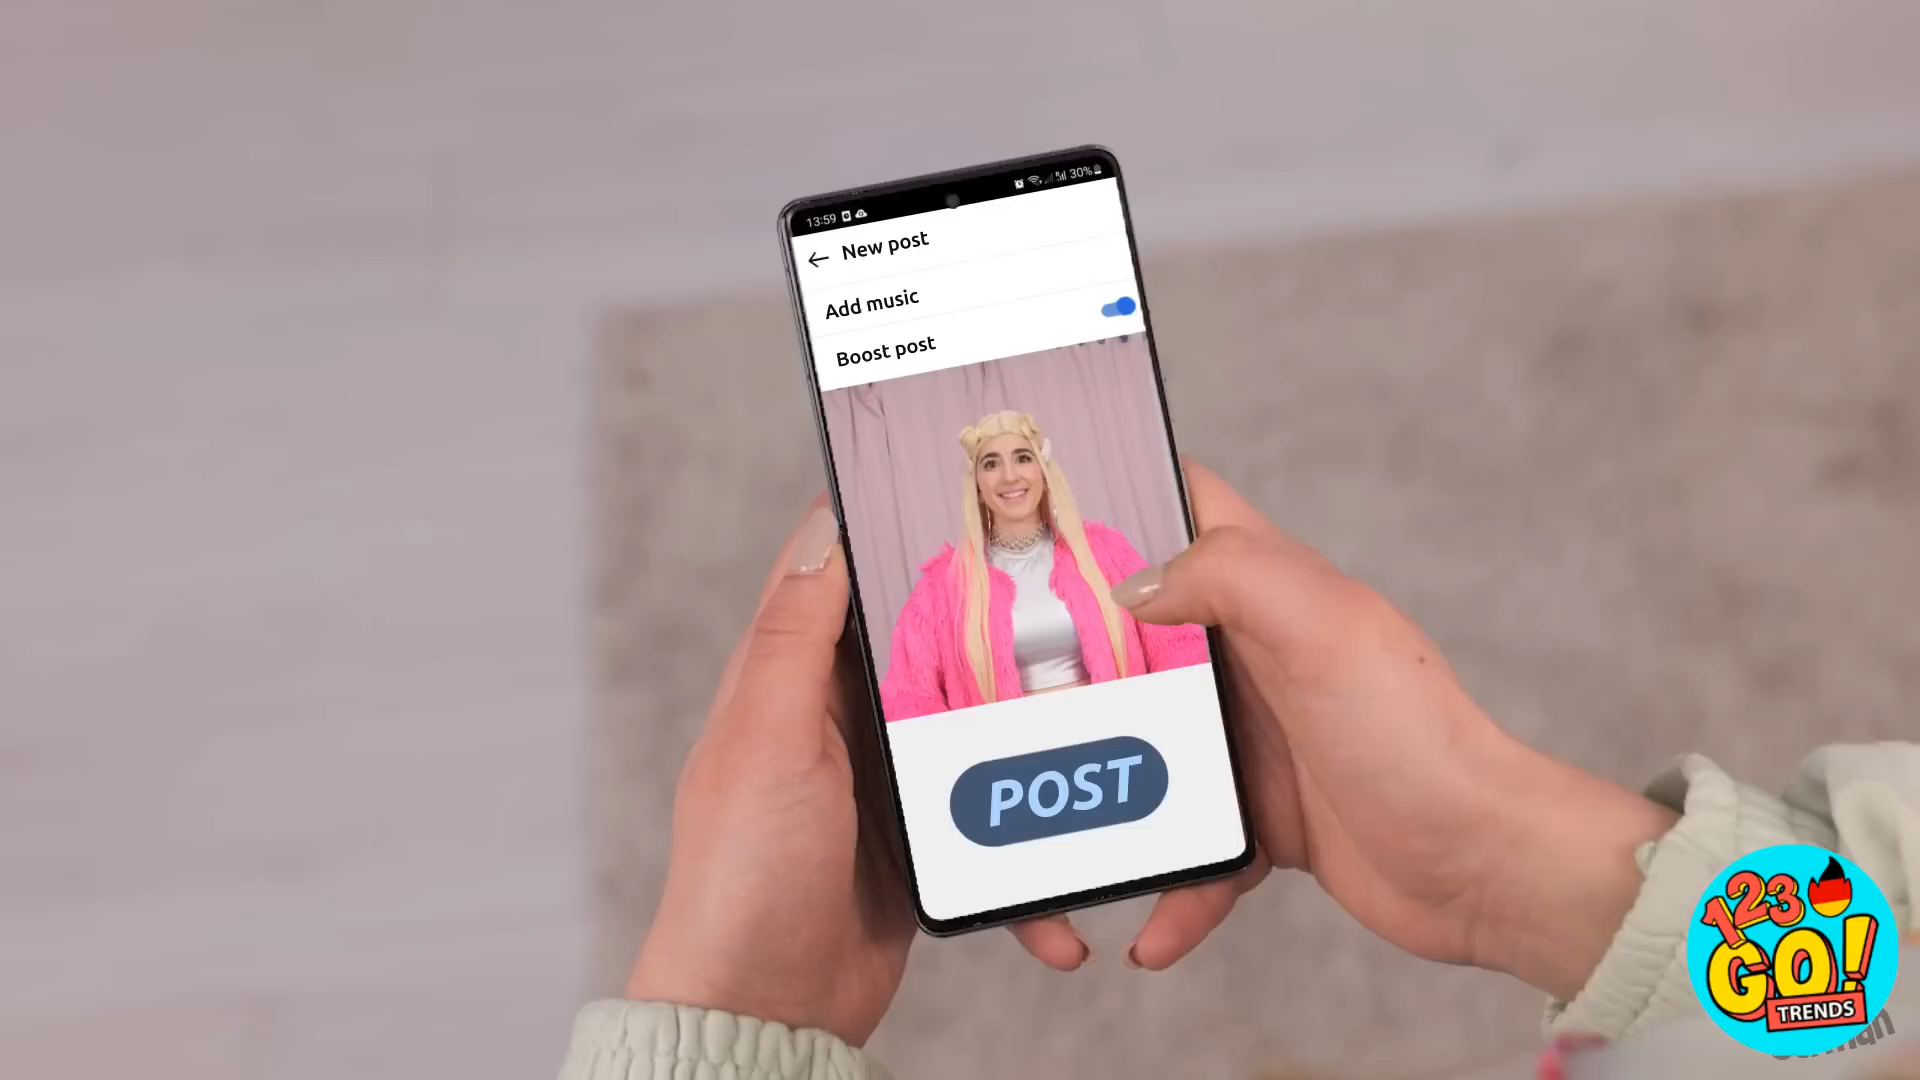 13:59
30%
New post
Add music
Boost post
POST
123
GO!
TRENDS